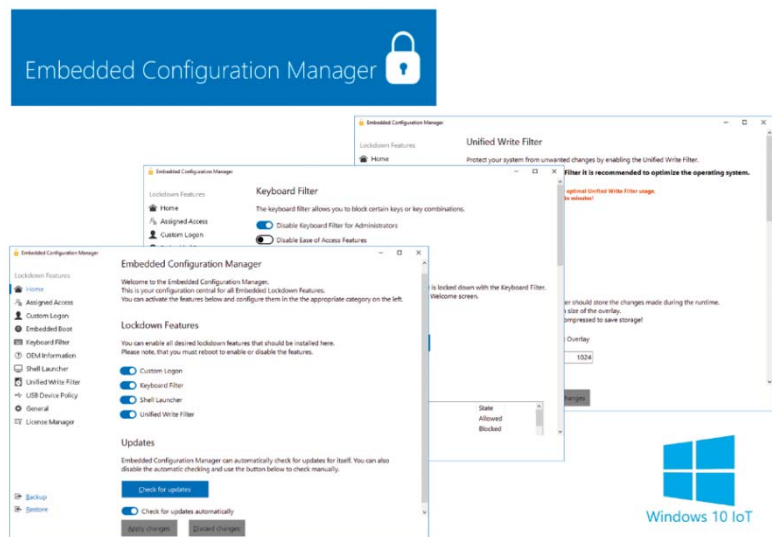 Embedded Configuration Manager
Embedded Configuration Manager
Lockdown Features
Home
Unified Write Filter
Protect your system from unwanted changes by enabling the Unified Write Filter.
Filter it is recommended to optimize the operating system.
optimal Unified Write Filter usage.
minutes!
er should store the changes made during the runtime.
size of the overlay.
ompressed to save storage!
Overlay
1024
hanges
Embedded Configuration Manager
Lockdown Features
Home
Assigned Access
Custom Logon
Keyboard Filter
The keyboard filter allows you to block certain keys or key combinations.
Disable Keyboard Filter for Administrators
Disable Ease of Access Features
is locked down with the Keyboard Filter.
Welcome screen.
State
Allowed
Blocked
Embedded Configuration Manager
Lockdown Features
Home
Assigned Access
Custom Logon
Embedded Boot
Keyboard Filter
OEM Information
Shell Launcher
Unified Write Filter
USB Device Policy
General
License Manager
Backup
Restore
Embedded Configuration Manager
Welcome to the Embedded Configuration Manager.
This is your configuration central for all Embedded Lockdown Features.
You can activate the features below and configure them in the the appropriate category on the left.
Lockdown Features
You can enable all desired lockdown features that should be installed here.
Please note, that you must reboot to enable or disable the features.
Custom Logon
Keyboard Filter
Shell Launcher
Unified Write Filter
Updates
Embedded Configuration Manager can automatically check for updates for itself. You can also
disable the automatic checking and use the button below to check manually.
Check for updates
Check for updates automatically
Apply changes
Discard changes
Windows 10 IoT